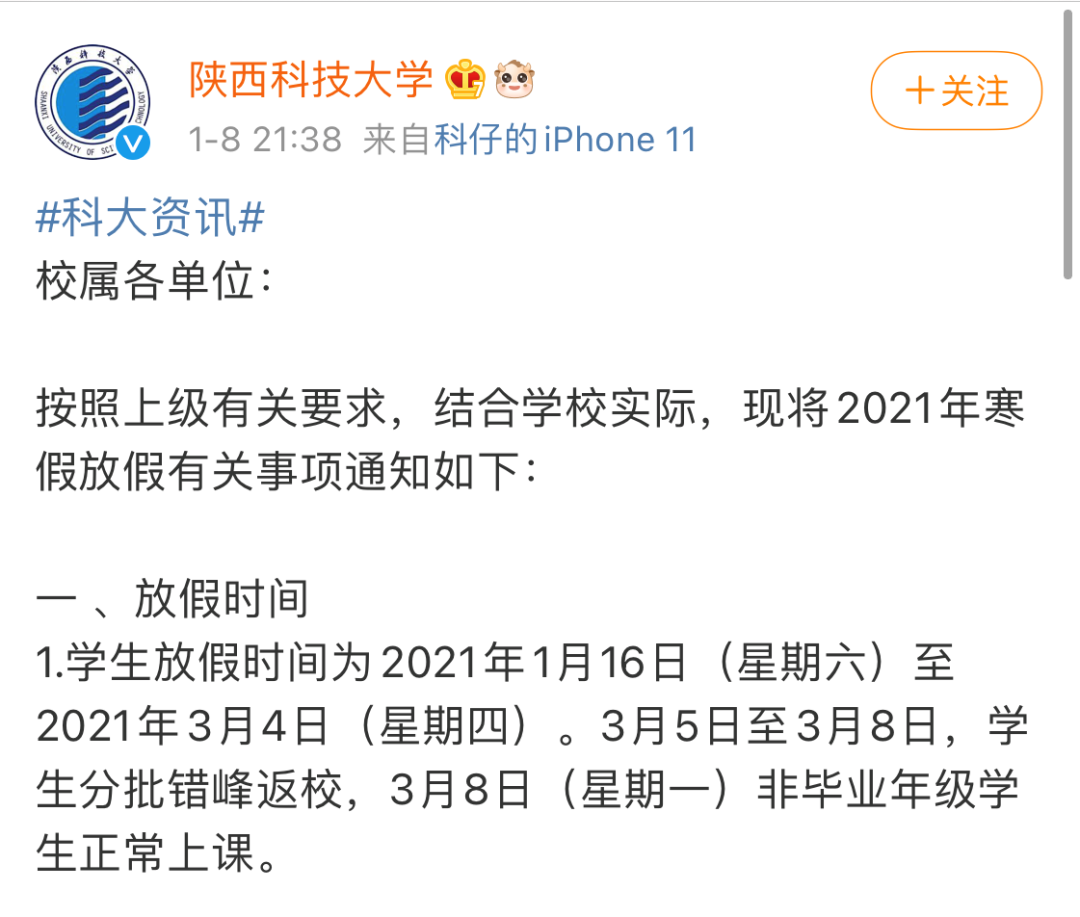 陕西科技大学
+关注
1-8 21:38 来自科仔的iPhone 11
#科大资讯#
校属各单位：
按照上级有关要求，结合学校实际，现将2021年寒
假放假有关事项通知如下：
一 、放假时间
1.学生放假时间为2021年1月16日（星期六）至
2021年3月4日（星期四）。3月5日至3月8日，学
生分批错峰返校，3月8日（星期一）非毕业年级学
生正常上课。